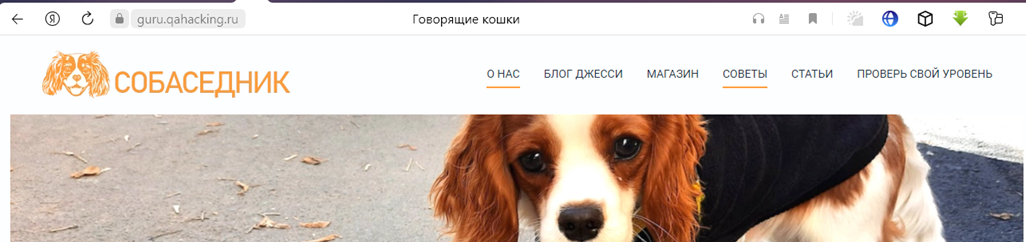 guru.qahacking.ru
Говорящие кошки
СОБАСЕДНИК
О НАС БЛОГ ДЖЕССИ МАГАЗИН СОВЕТЫ СТАТЬИ ПРОВЕРЬ СВОЙ УРОВЕНЬ